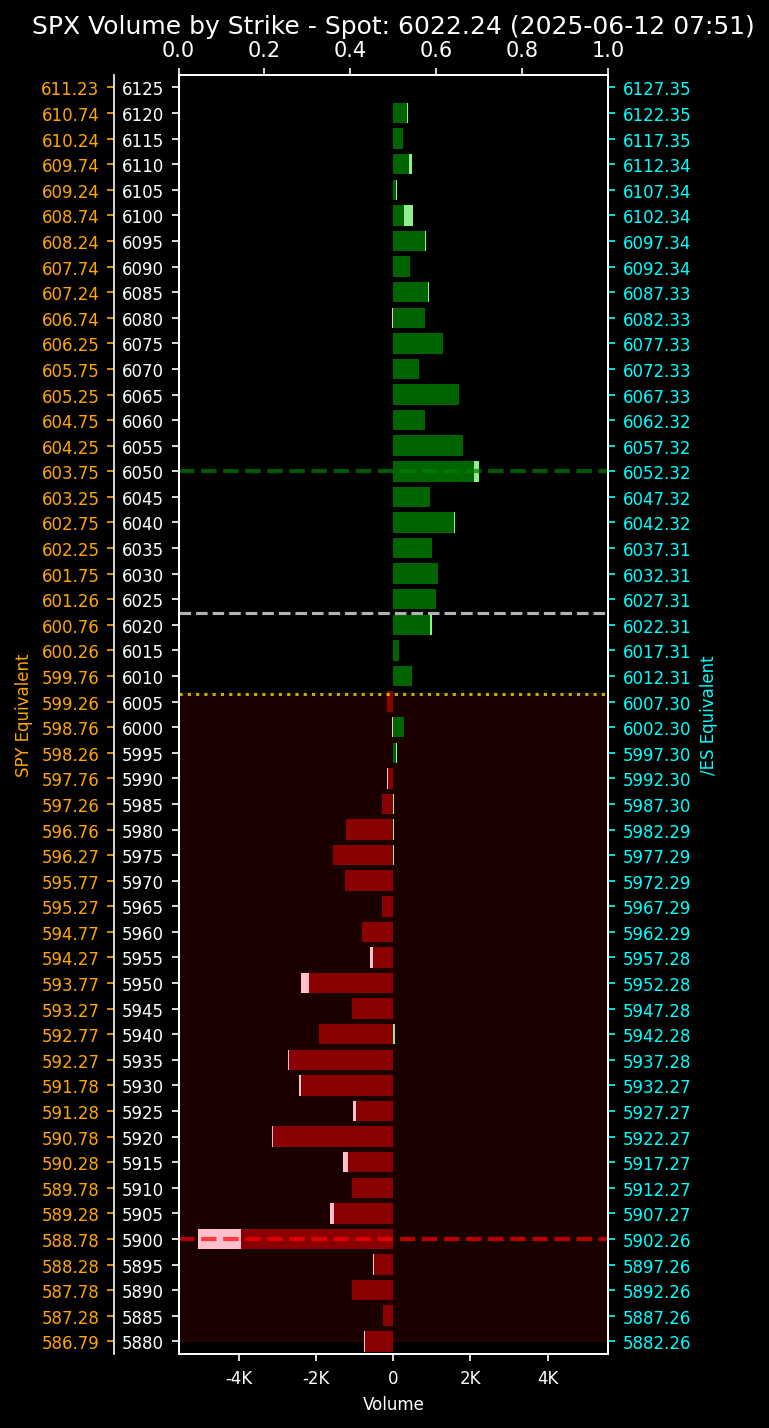 SPX Volume by Strike - Spot: 6022.24 (2025-06-12 07:51)
0.0 0.2 0.4 0.6 0.8 1.0
611.23 6125 6127.35
610.74 6120 6122.35
610.24 6115 6117.35
609.74 6110 6112.34
609.24 6105 6107.34
608.74 6100 6102.34
608.24 6095 6097.34
607.74 6090 6092.34
607.24 6085 6087.33
606.74 6080 6082.33
606.25 6075 6077.33
605.75 6070 6072.33
605.25 6065 6067.33
604.75 6060 6062.32
604.25 6055 6057.32
603.75 6050 6052.32
603.25 6045 6047.32
602.75 6040 6042.32
602.25 6035 6037.31
601.75 6030 6032.31
601.26 6025 6027.31
600.76 6020 6022.31
600.26 6015 6017.31
599.76 6010 6012.31
599.26 6005 6007.30
598.76 6000 6002.30
598.26 5995 5997.30
597.76 5990 5992.30
597.26 5985 5987.30
596.76 5980 5982.29
596.27 5975 5977.29
595.77 5970 5972.29
595.27 5965 5967.29
594.77 5960 5962.29
594.27 5955 5957.28
593.77 5950 5952.28
593.27 5945 5947.28
592.77 5940 5942.28
592.27 5935 5937.28
591.78 5930 5932.27
591.28 5925 5927.27
590.78 5920 5922.27
590.28 5915 5917.27
589.78 5910 5912.27
589.28 5905 5907.27
588.78 5900 5902.26
588.28 5895 5897.26
587.78 5890 5892.26
587.28 5885 5887.26
586.79 5880 5882.26
SPY Equivalent
/ES Equivalent
-4K -2K 0 2K 4K
Volume